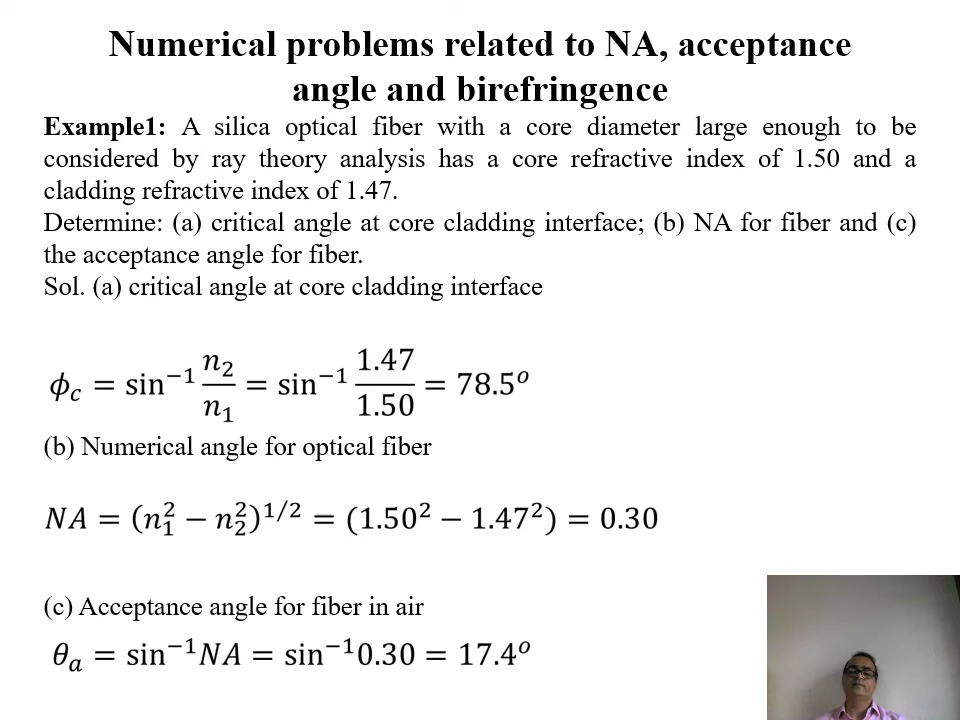 Numerical problems related to NA, acceptance
angle and birefringence
Example1: A silica optical fiber with a core diameter large enough to be
considered by ray theory analysis has a core refractive index of 1.50 and a
cladding refractive index of 1.47.
Determine: (a) critical angle at core cladding interface; (b) NA for fiber and (c)
the acceptance angle for fiber.
Sol. (a) critical angle at core cladding interface
ϕ_c = sin⁻¹ n₂/n₁ = sin⁻¹ 1.47/1.50 = 78.5ᵒ
(b) Numerical angle for optical fiber
NA = (n₁² − n₂²)^{1/2} = (1.50² − 1.47²) = 0.30
(c) Acceptance angle for fiber in air
θₐ = sin⁻¹NA = sin⁻¹0.30 = 17.4ᵒ